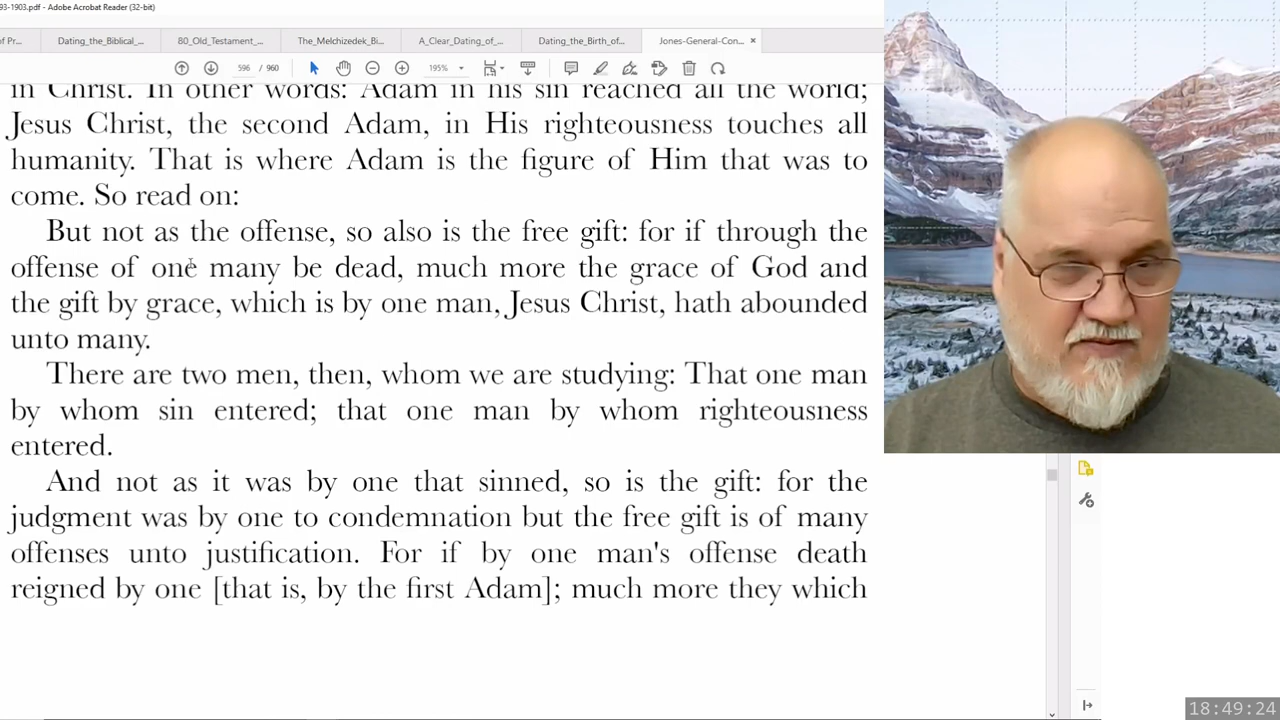 93-1903.pdf - Adobe Acrobat Reader (32-bit)
of Pr... Dating_the_Biblical_... 80_Old_Testament_... The_Melchizedek_Bi... A_Clear_Dating_of_... Dating_the_Birth_of... Jones-General-Con... ×
596 / 960 195%
in Christ. In other words: Adam in his sin reached all the world;
Jesus Christ, the second Adam, in His righteousness touches all
humanity. That is where Adam is the figure of Him that was to
come. So read on:
But not as the offense, so also is the free gift: for if through the
offense of one many be dead, much more the grace of God and
the gift by grace, which is by one man, Jesus Christ, hath abounded
unto many.
There are two men, then, whom we are studying: That one man
by whom sin entered; that one man by whom righteousness
entered.
And not as it was by one that sinned, so is the gift: for the
judgment was by one to condemnation but the free gift is of many
offenses unto justification. For if by one man's offense death
reigned by one [that is, by the first Adam]; much more they which
18:49:24